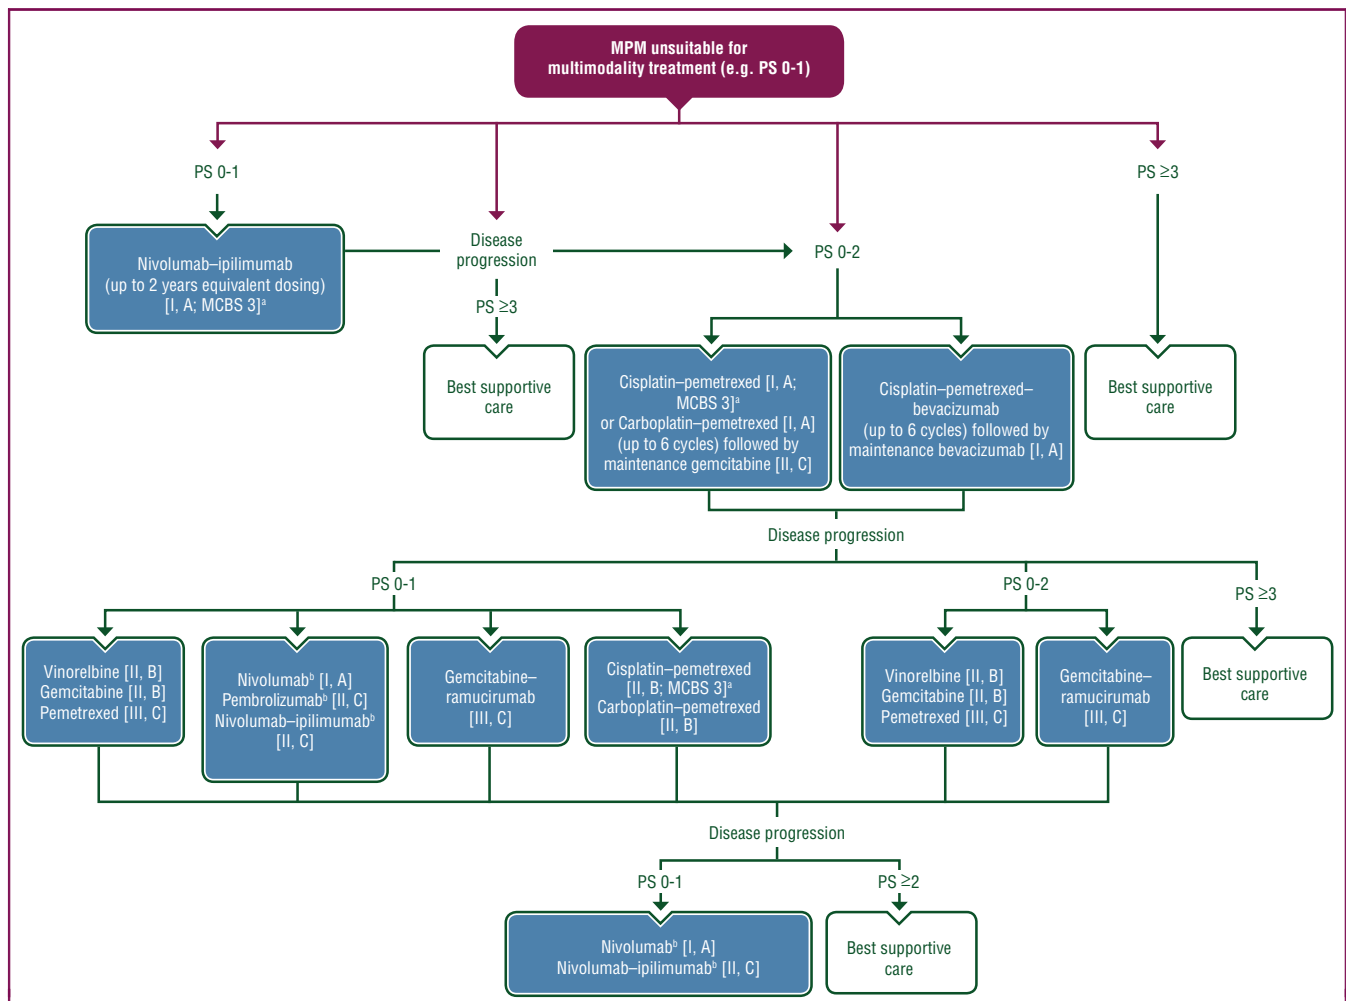 MPM unsuitable for
multimodality treatment (e.g. PS 0-1)
PS 0-1
PS ≥3
Nivolumab–ipilimumab
(up to 2 years equivalent dosing)
[I, A; MCBS 3]ᵃ
Disease
progression
PS 0-2
PS ≥3
Best supportive
care
Cisplatin–pemetrexed [I, A;
MCBS 3]ᵃ
or Carboplatin–pemetrexed [I, A]
(up to 6 cycles) followed by
maintenance gemcitabine [II, C]
Cisplatin–pemetrexed–
bevacizumab
(up to 6 cycles) followed by
maintenance bevacizumab [I, A]
Best supportive
care
Disease progression
PS 0-1
PS 0-2
PS ≥3
Vinorelbine [II, B]
Gemcitabine [II, B]
Pemetrexed [III, C]
Nivolumabᵇ [I, A]
Pembrolizumabᵇ [II, C]
Nivolumab–ipilimumabᵇ
[II, C]
Gemcitabine–
ramucirumab
[III, C]
Cisplatin–pemetrexed
[II, B; MCBS 3]ᵃ
Carboplatin–pemetrexed
[II, B]
Vinorelbine [II, B]
Gemcitabine [II, B]
Pemetrexed [III, C]
Gemcitabine–
ramucirumab
[III, C]
Best supportive
care
Disease progression
PS 0-1
PS ≥2
Nivolumabᵇ [I, A]
Nivolumab–ipilimumabᵇ [II, C]
Best supportive
care